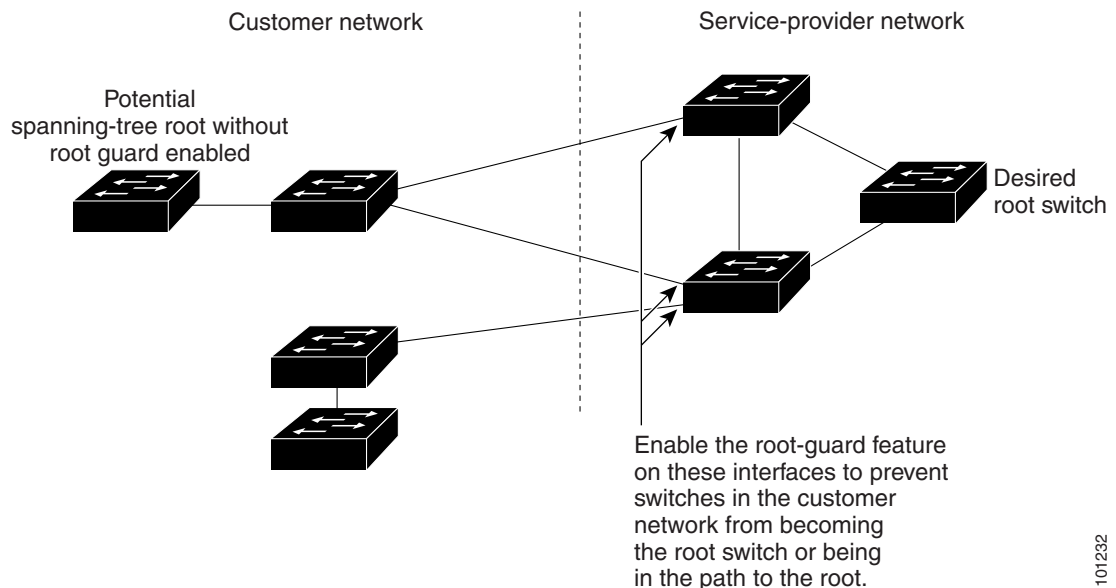 Customer network
Service-provider network
Potential
spanning-tree root without
root guard enabled
Desired
root switch
Enable the root-guard feature
on these interfaces to prevent
switches in the customer
network from becoming
the root switch or being
in the path to the root.
101232